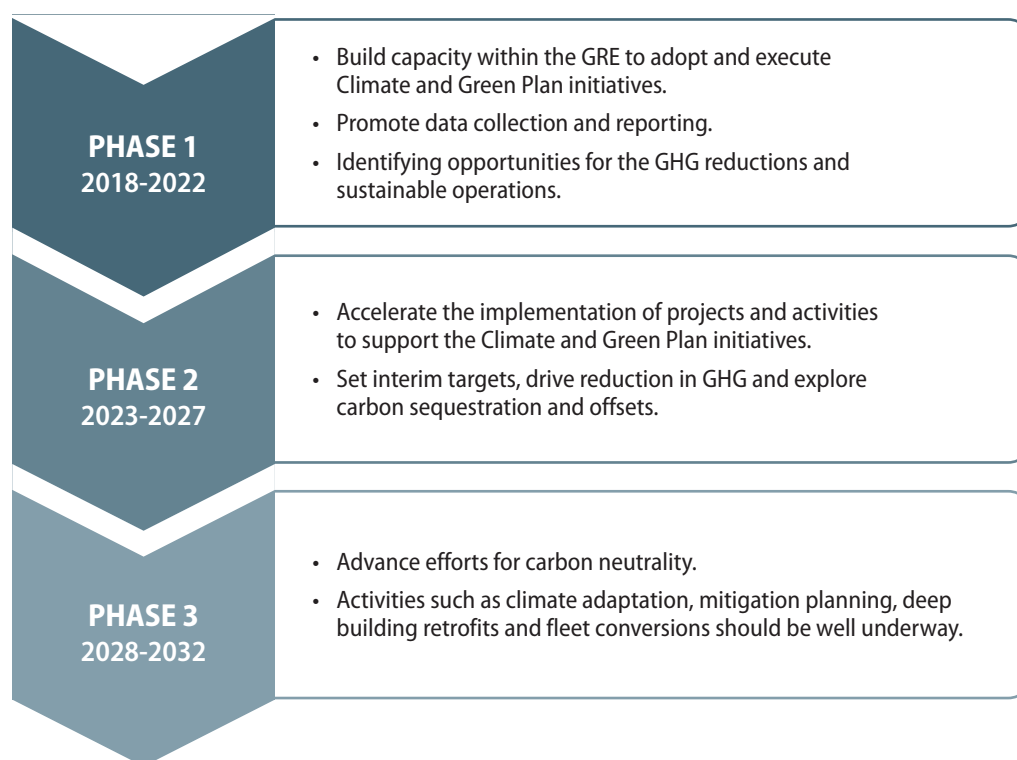 PHASE 1
2018-2022
• Build capacity within the GRE to adopt and execute
Climate and Green Plan initiatives.
• Promote data collection and reporting.
• Identifying opportunities for the GHG reductions and
sustainable operations.
PHASE 2
2023-2027
• Accelerate the implementation of projects and activities
to support the Climate and Green Plan initiatives.
• Set interim targets, drive reduction in GHG and explore
carbon sequestration and offsets.
PHASE 3
2028-2032
• Advance efforts for carbon neutrality.
• Activities such as climate adaptation, mitigation planning, deep
building retrofits and fleet conversions should be well underway.